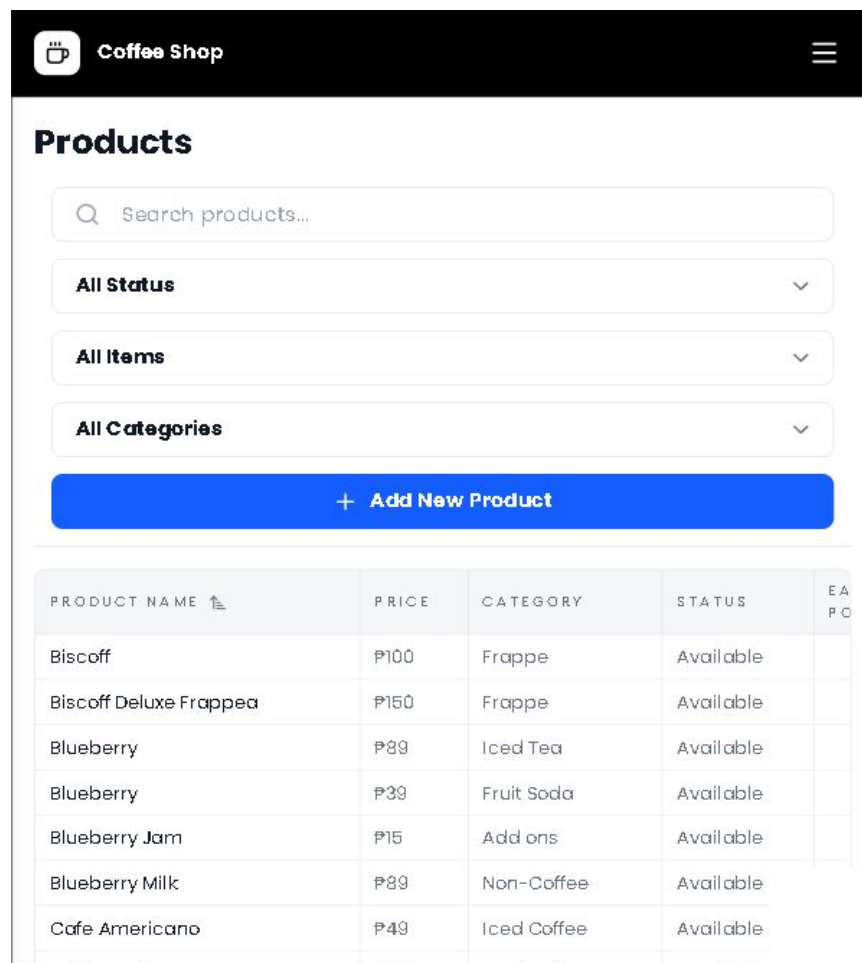 Coffee Shop
Products
Search products...
All Status
All Items
All Categories
+ Add New Product
PRODUCT NAME PRICE CATEGORY STATUS EA
PO
Biscoff ₱100 Frappe Available
Biscoff Deluxe Frappea ₱150 Frappe Available
Blueberry ₱89 Iced Tea Available
Blueberry ₱39 Fruit Soda Available
Blueberry Jam ₱15 Add ons Available
Blueberry Milk ₱89 Non-Coffee Available
Cafe Americano ₱49 Iced Coffee Available